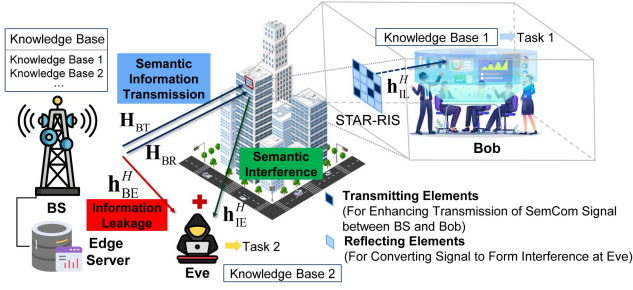 Knowledge Base
Knowledge Base 1
Knowledge Base 2
...
BS
Edge
Server
Semantic
Information
Transmission
H_BT
H_BR
h_BE^H
Information
Leakage
Semantic
Interference
h_IE^H
Eve
Task 2
Knowledge Base 2
Knowledge Base 1
Task 1
h_IL^H
STAR-RIS
Bob
Transmitting Elements
(For Enhancing Transmission of SemCom Signal
between BS and Bob)
Reflecting Elements
(For Converting Signal to Form Interference at Eve)